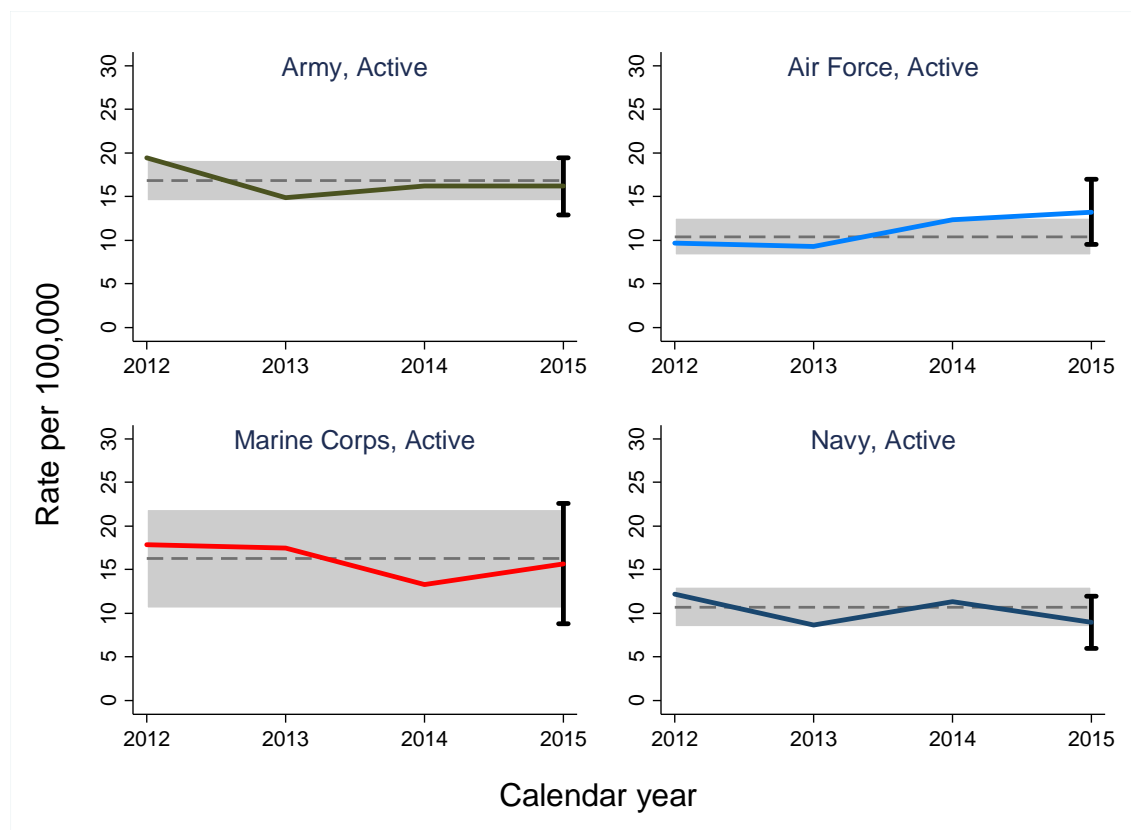 Rate per 100,000
Army, Active
30
25
20
15
10
5
0
2012 2013 2014 2015
Air Force, Active
30
25
20
15
10
5
0
2012 2013 2014 2015
Marine Corps, Active
30
25
20
15
10
5
0
2012 2013 2014 2015
Navy, Active
30
25
20
15
10
5
0
2012 2013 2014 2015
Calendar year